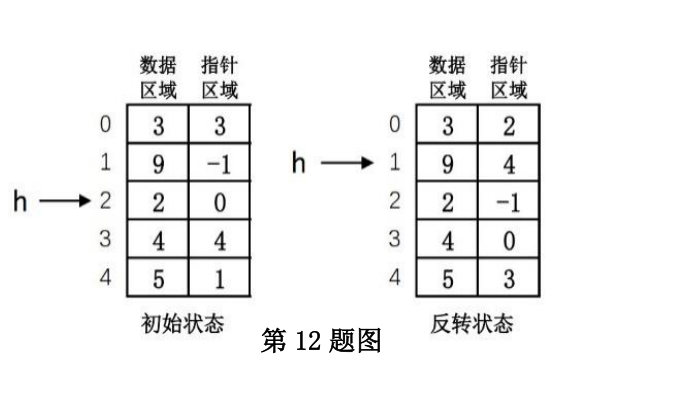 数据 指针 数据 指针
区域 区域 区域 区域
0 3 3 0 3 2
1 9 -1 h 1 9 4
h 2 2 0 2 2 -1
3 4 4 3 4 0
4 5 1 4 5 3
初始状态 反转状态
第 12 题图